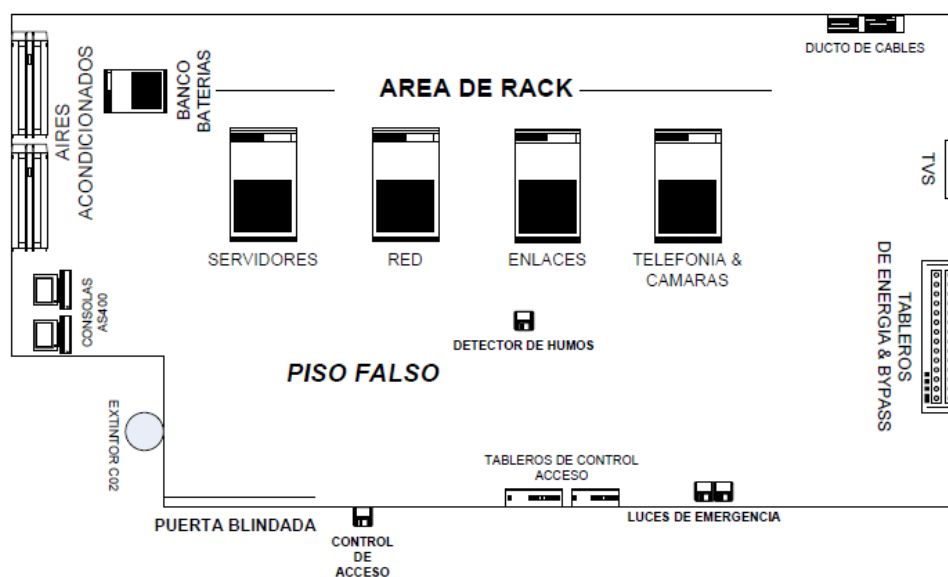 DUCTO DE CABLES
AREA DE RACK
AIRES
ACONDICIONADOS
BANCO
BATERIAS
TVS
SERVIDORES
RED
ENLACES
TELEFONIA &
CAMARAS
TABLEROS
DE ENERGIA & BYPASS
CONSOLAS
AS400
DETECTOR DE HUMOS
PISO FALSO
EXTINTOR C02
TABLEROS DE CONTROL
ACCESO
LUCES DE EMERGENCIA
PUERTA BLINDADA
CONTROL
DE
ACCESO